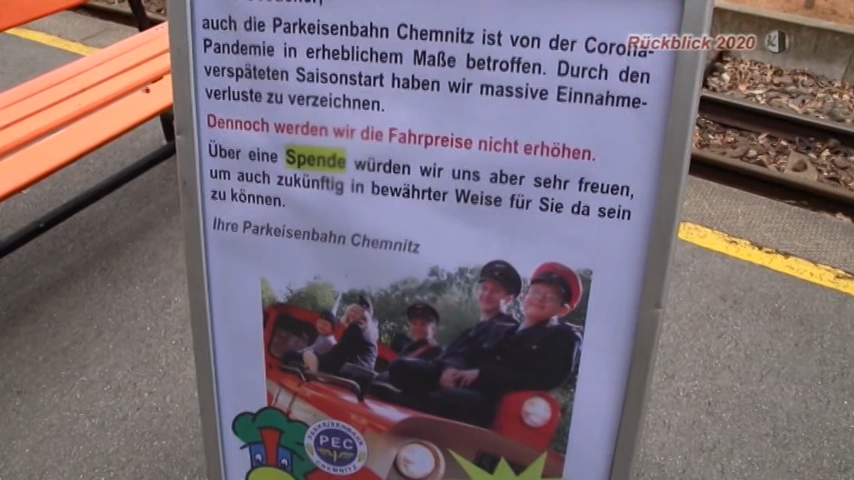 auch die Parkeisenbahn Chemnitz ist von der Corona-
Pandemie in erheblichem Maße betroffen. Durch den
verspäteten Saisonstart haben wir massive Einnahme-
verluste zu verzeichnen.
Dennoch werden wir die Fahrpreise nicht erhöhen.
Über eine Spende würden wir uns aber sehr freuen,
um auch zukünftig in bewährter Weise für Sie da sein
zu können.
Ihre Parkeisenbahn Chemnitz
Rückblick 2020
PARKEISENBAHN
PEC
CHEMNITZ